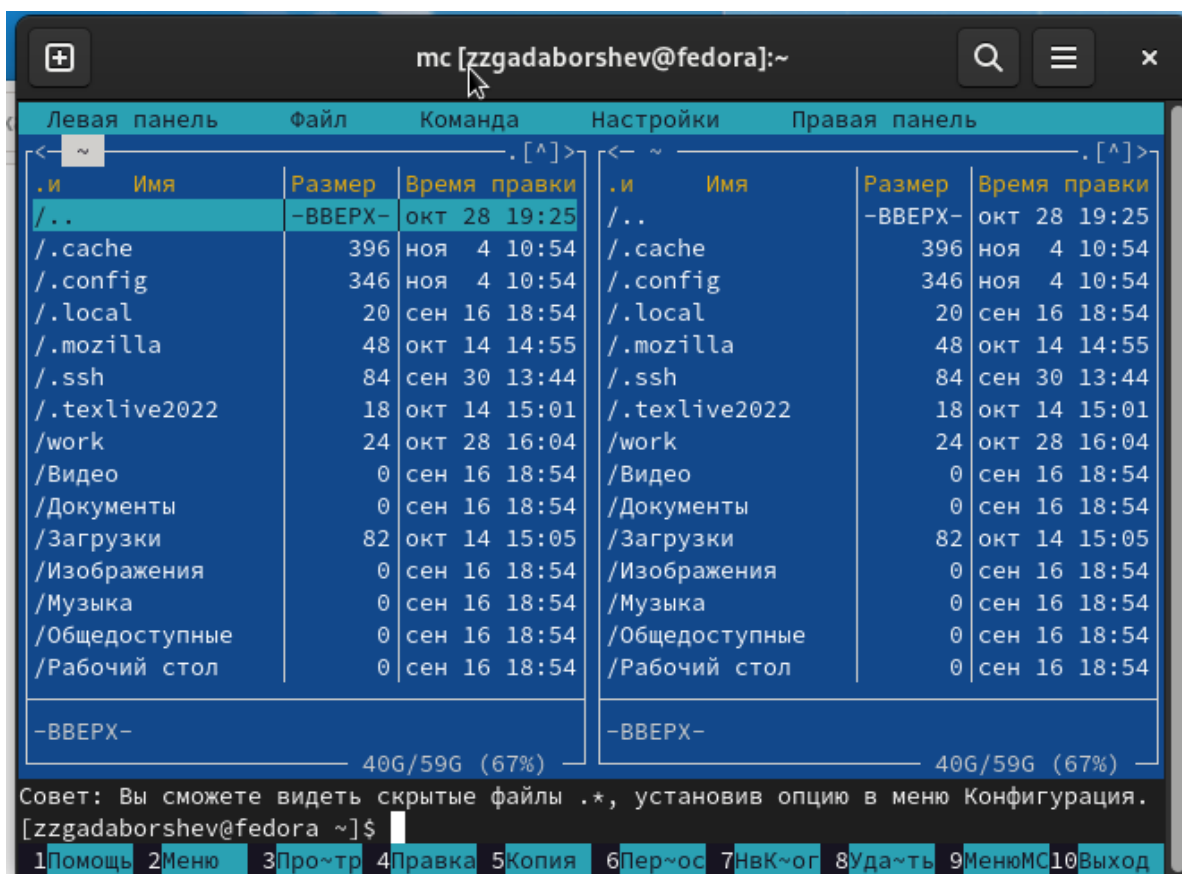 mc [zzgadaborshev@fedora]:~
Левая панель Файл Команда Настройки Правая панель
<— ~ .[^]> <— ~ .[^]>
.и Имя Размер Время правки .и Имя Размер Время правки
/.. -ВВЕРХ- окт 28 19:25 /.. -ВВЕРХ- окт 28 19:25
/.cache 396 ноя 4 10:54 /.cache 396 ноя 4 10:54
/.config 346 ноя 4 10:54 /.config 346 ноя 4 10:54
/.local 20 сен 16 18:54 /.local 20 сен 16 18:54
/.mozilla 48 окт 14 14:55 /.mozilla 48 окт 14 14:55
/.ssh 84 сен 30 13:44 /.ssh 84 сен 30 13:44
/.texlive2022 18 окт 14 15:01 /.texlive2022 18 окт 14 15:01
/work 24 окт 28 16:04 /work 24 окт 28 16:04
/Видео 0 сен 16 18:54 /Видео 0 сен 16 18:54
/Документы 0 сен 16 18:54 /Документы 0 сен 16 18:54
/Загрузки 82 окт 14 15:05 /Загрузки 82 окт 14 15:05
/Изображения 0 сен 16 18:54 /Изображения 0 сен 16 18:54
/Музыка 0 сен 16 18:54 /Музыка 0 сен 16 18:54
/Общедоступные 0 сен 16 18:54 /Общедоступные 0 сен 16 18:54
/Рабочий стол 0 сен 16 18:54 /Рабочий стол 0 сен 16 18:54
-ВВЕРХ- -ВВЕРХ-
40G/59G (67%) 40G/59G (67%)
Совет: Вы сможете видеть скрытые файлы .*, установив опцию в меню Конфигурация.
[zzgadaborshev@fedora ~]$
1Помощь 2Меню 3Про~тр 4Правка 5Копия 6Пер~ос 7НвК~ог 8Уда~ть 9МенюМС 10Выход